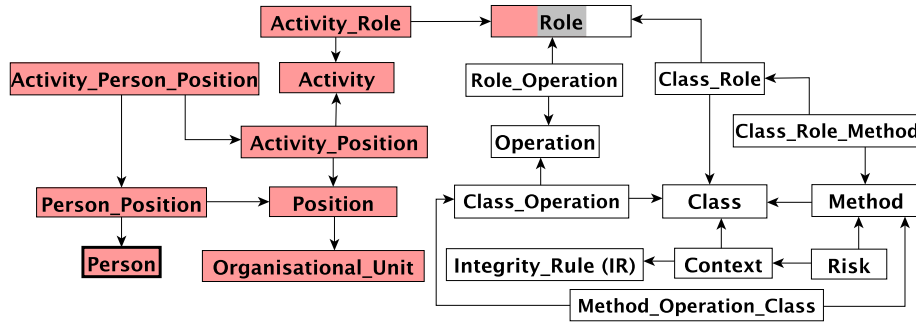 Activity_Role
Role
Activity_Person_Position
Activity
Role_Operation
Class_Role
Activity_Position
Operation
Class_Role_Method
Person_Position
Position
Class_Operation
Class
Method
Person
Organisational_Unit
Integrity_Rule (IR)
Context
Risk
Method_Operation_Class